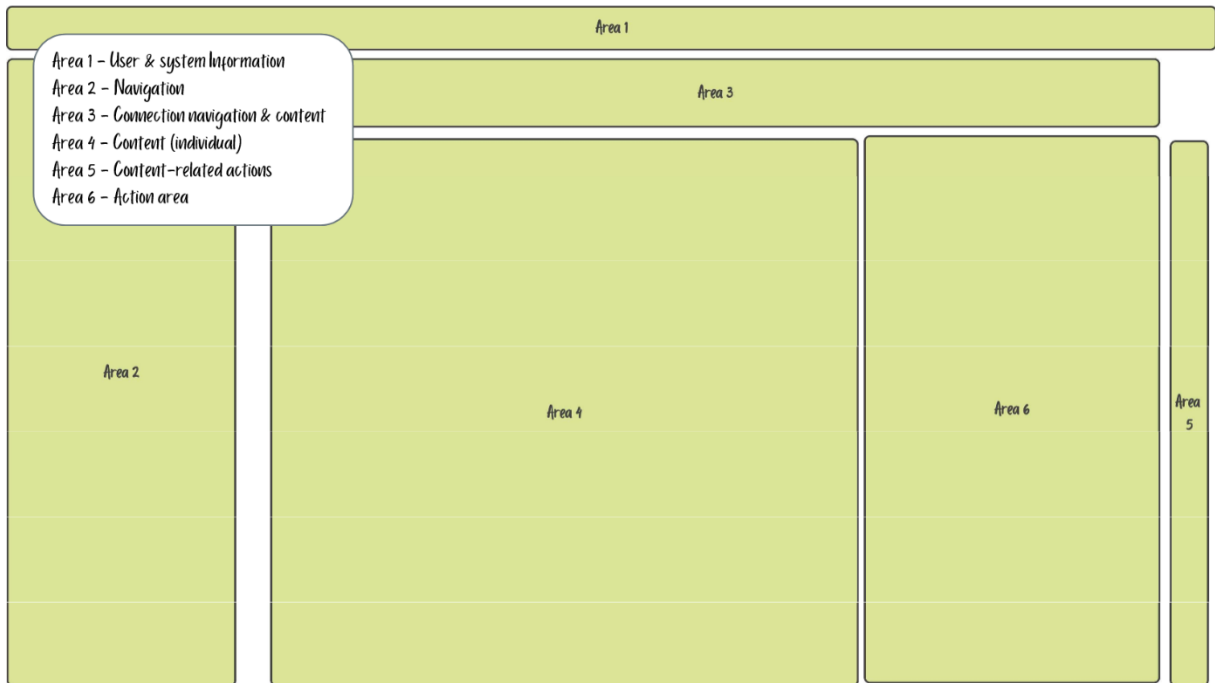 Area 1
Area 1 - User & system Information
Area 2 - Navigation
Area 3 - Connection navigation & content
Area 4 - Content (individual)
Area 5 - Content-related actions
Area 6 - Action area
Area 3
Area 2
Area 4
Area 6
Area
5